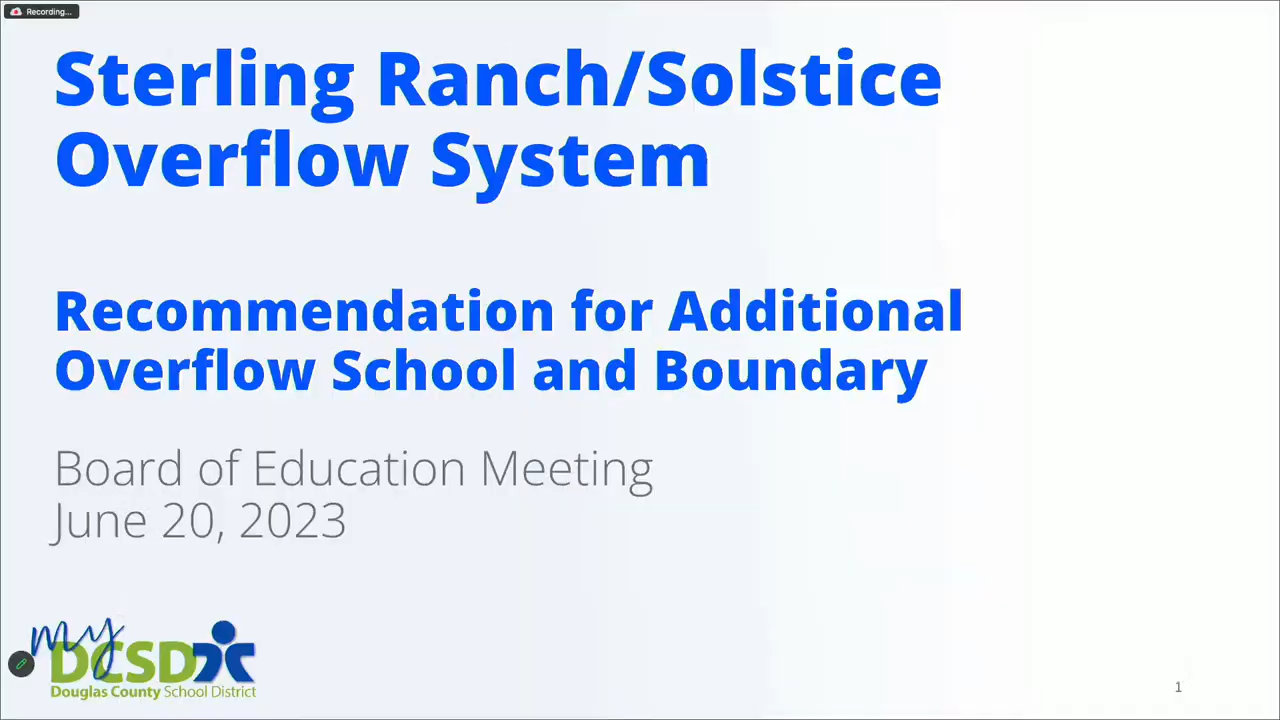 Recording...
Sterling Ranch/Solstice
Overflow System
Recommendation for Additional
Overflow School and Boundary
Board of Education Meeting
June 20, 2023
my
DCSD
Douglas County School District
1